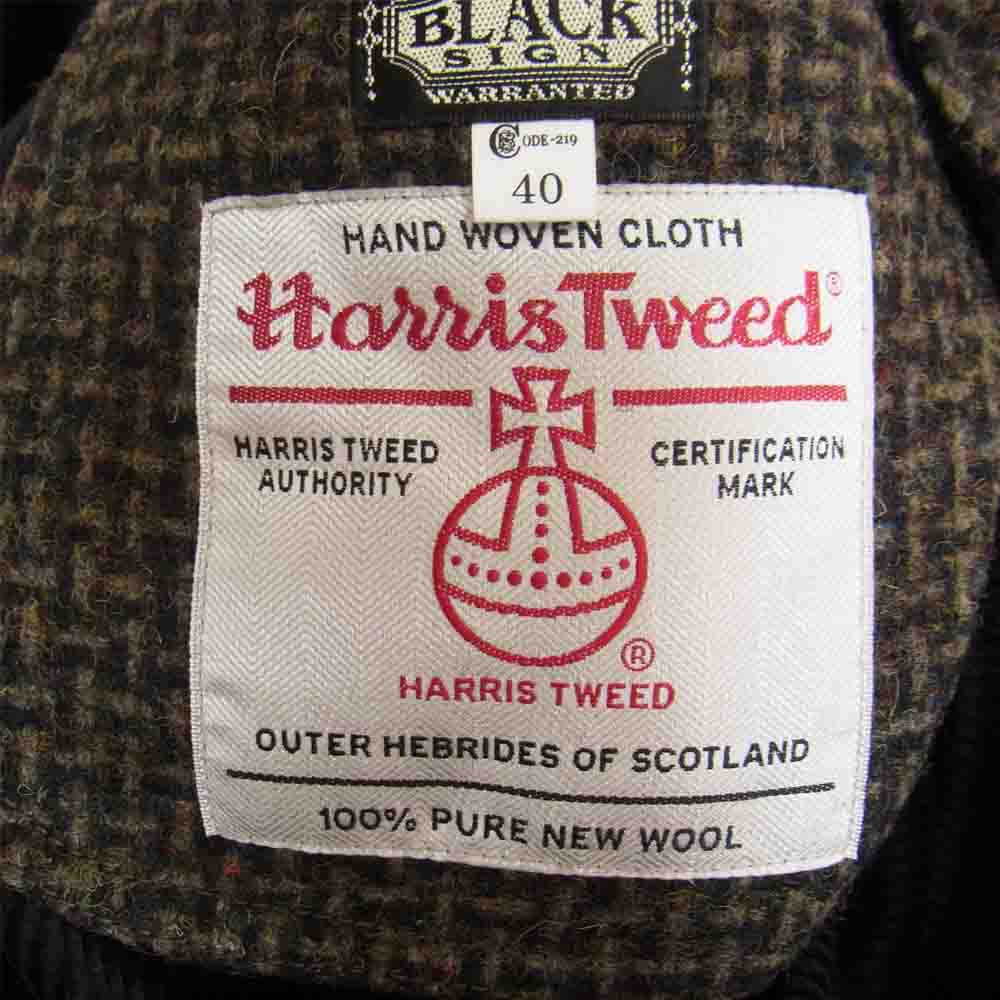 BLACK
SIGN
WARRANTED
CODE-219
40
HAND WOVEN CLOTH
Harris Tweed®
HARRIS TWEED
AUTHORITY
CERTIFICATION
MARK
®
HARRIS TWEED
OUTER HEBRIDES OF SCOTLAND
100% PURE NEW WOOL